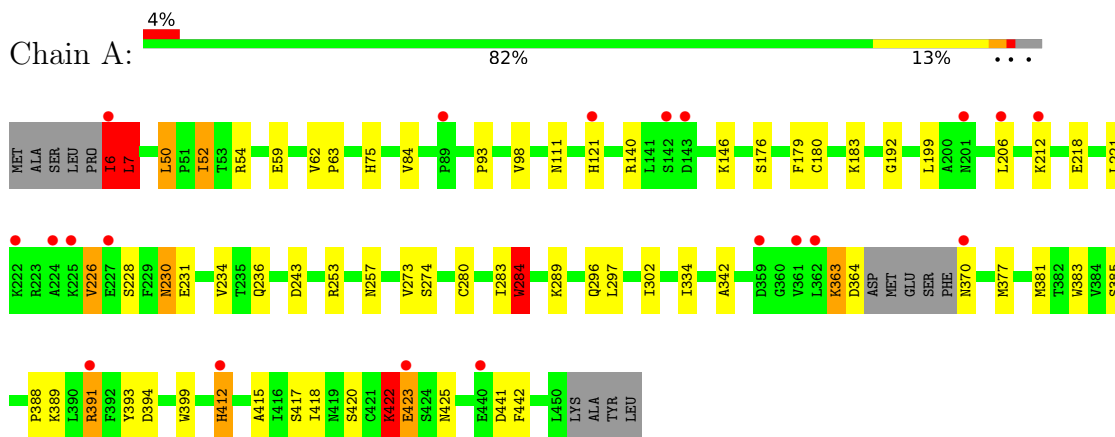 4%
Chain A:
82% 13% • • •
MET ALA SER LEU PRO I6 L7 L50 P51 I52 T53 R54 E59 V62 P63 H75 V84 P89 P93 V98 N111 H121 R140 L141 S142 D143 K146 S176 F179 C180 K183 G192 L199 A200 N201 L206 K212 E218 L221
K222 R223 A224 K225 V226 E227 S228 F229 N230 E231 V234 T235 Q236 D243 R253 N257 V273 S274 C280 I283 W284 K289 Q296 L297 I302 I334 A342 D359 G360 V361 L362 K363 D364 ASP MET GLU SER PHE N370 M377 M381 T382 W383 V384 S385
P388 K389 L390 R391 F392 Y393 D394 W399 H412 A415 I416 S417 I418 N419 S420 C421 K422 E423 S424 N425 E440 D441 F442 L450 LYS ALA TYR LEU